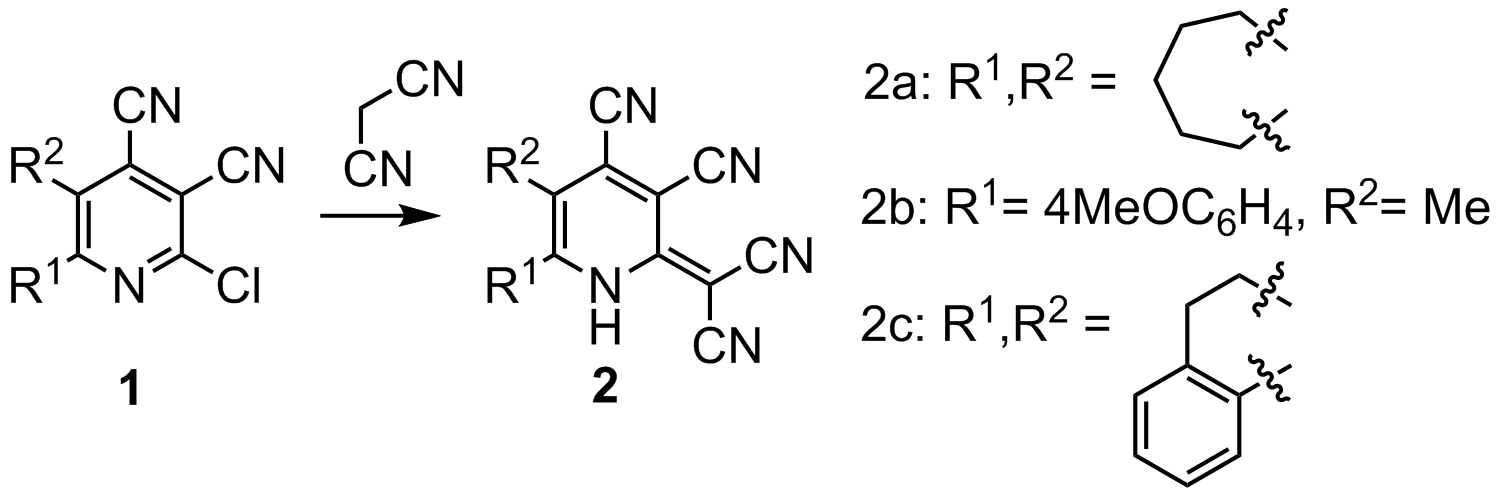 CN
R²
CN
R¹
N
Cl
1
CN
CN
CN
R²
CN
R¹
N
H
CN
CN
2
2a: R¹,R² =
2b: R¹= 4MeOC₆H₄, R²= Me
2c: R¹,R² =